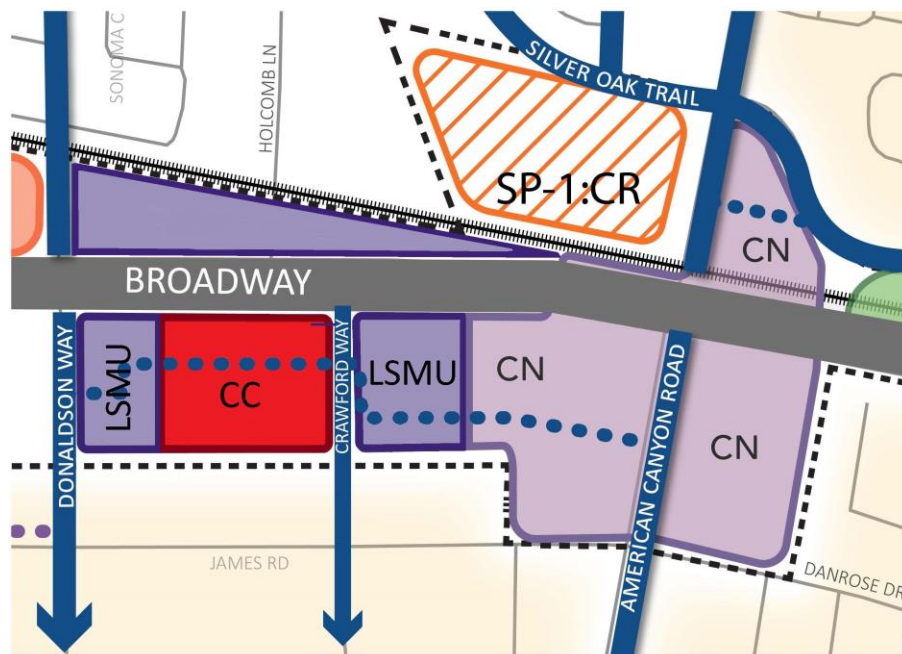 SONOMA C
HOLCOMB LN
SILVER OAK TRAIL
SP-1:CR
CN
BROADWAY
DONALDSON WAY
LSMU
CC
CRAWFORD WAY
LSMU
CN
AMERICAN CANYON ROAD
CN
JAMES RD
DANROSE DR